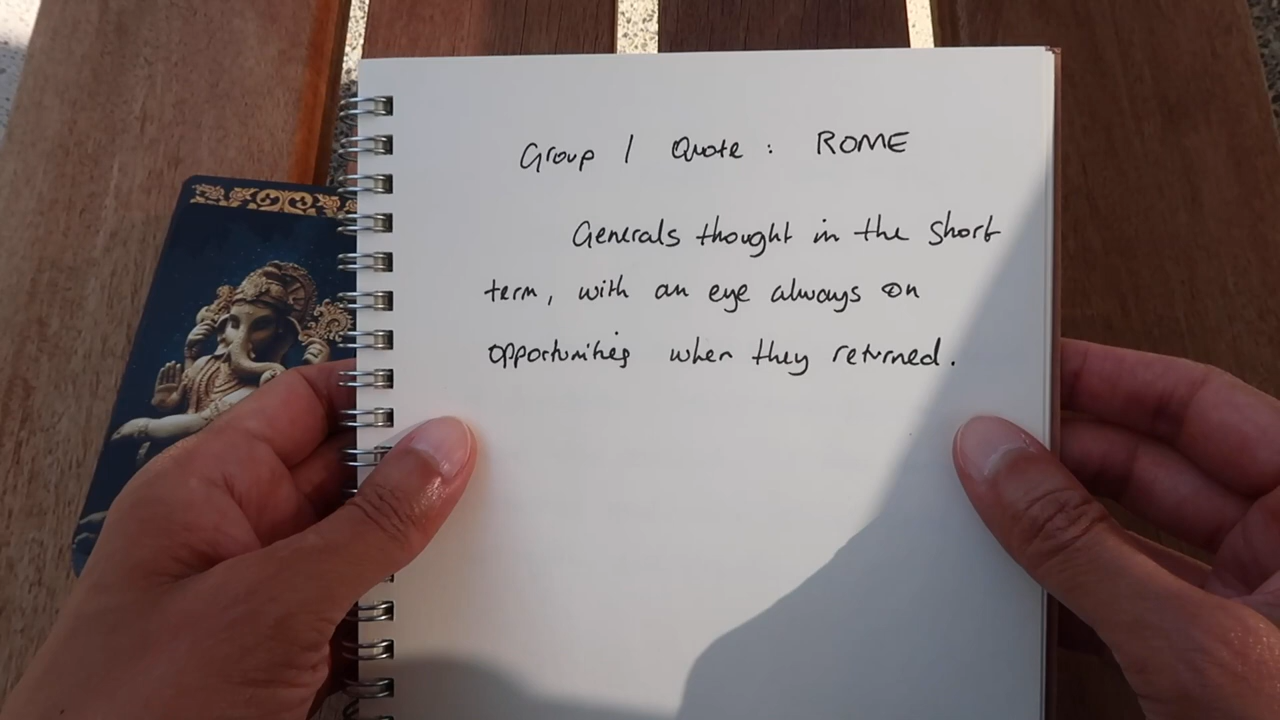 Group 1 Quote : ROME
Generals thought in the short
term, with an eye always on
opportunities when they returned.